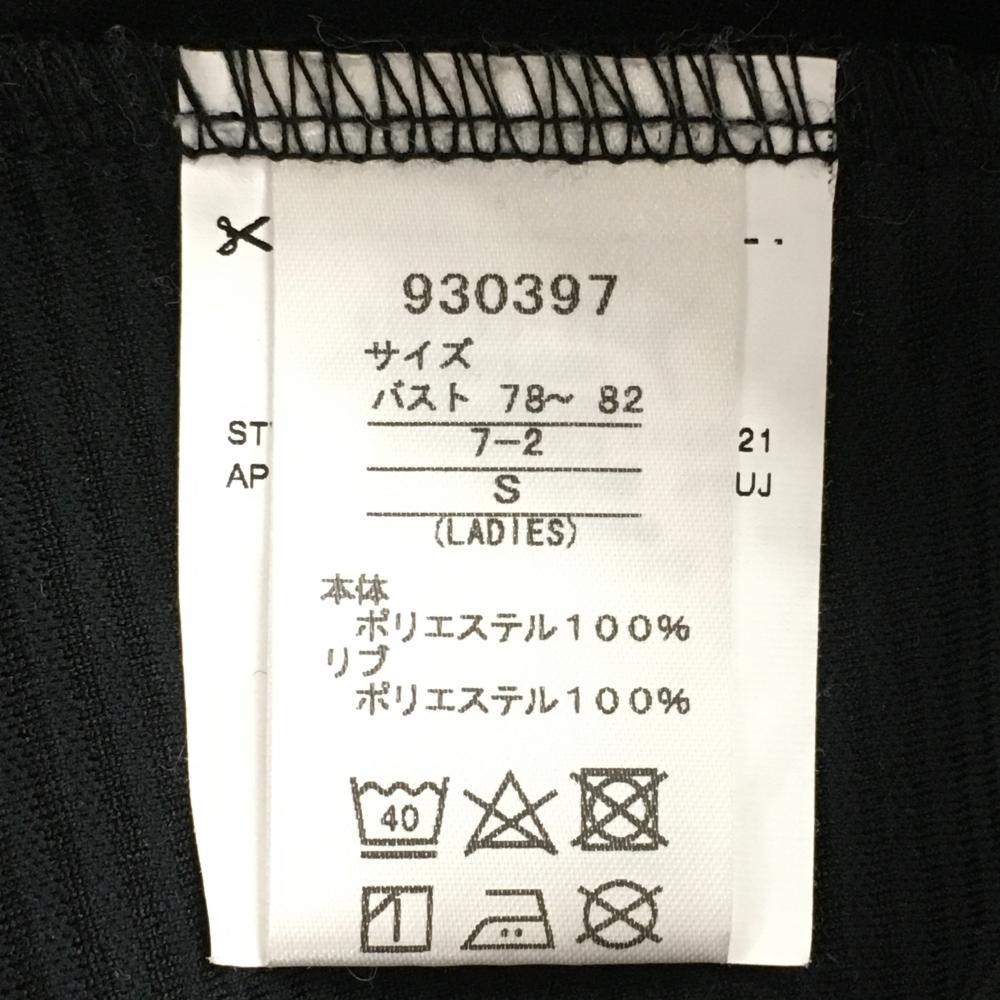 930397
サイズ
バスト 78～ 82
7-2
S
(LADIES)
ST
21
AP
UJ
本体
ポリエステル100%
リブ
ポリエステル100%
40